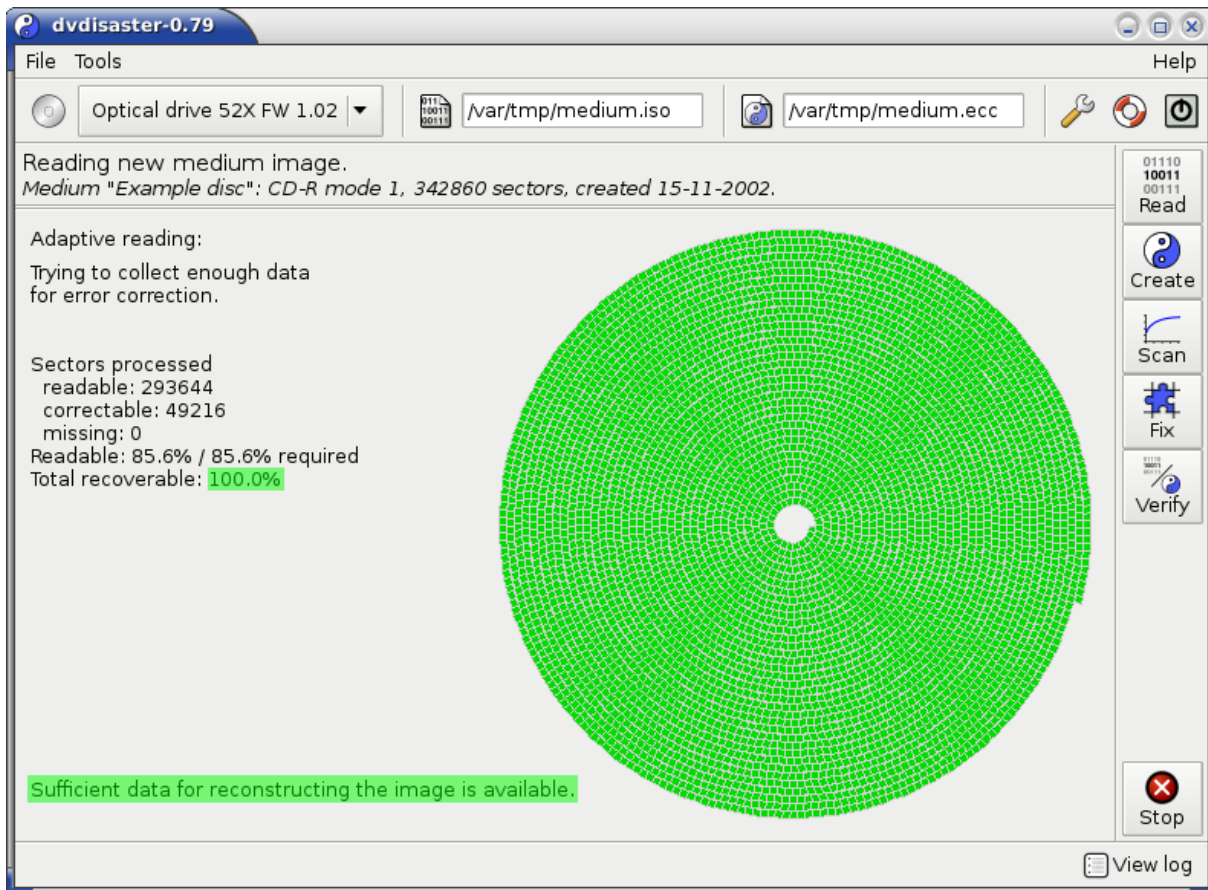 dvdisaster-0.79
File Tools Help
Optical drive 52X FW 1.02 /var/tmp/medium.iso /var/tmp/medium.ecc
Reading new medium image.
Medium "Example disc": CD-R mode 1, 342860 sectors, created 15-11-2002.
Adaptive reading:
Trying to collect enough data
for error correction.
Sectors processed
readable: 293644
correctable: 49216
missing: 0
Readable: 85.6% / 85.6% required
Total recoverable: 100.0%
Sufficient data for reconstructing the image is available.
01110
10011
00111
Read
Create
Scan
Fix
Verify
Stop
View log